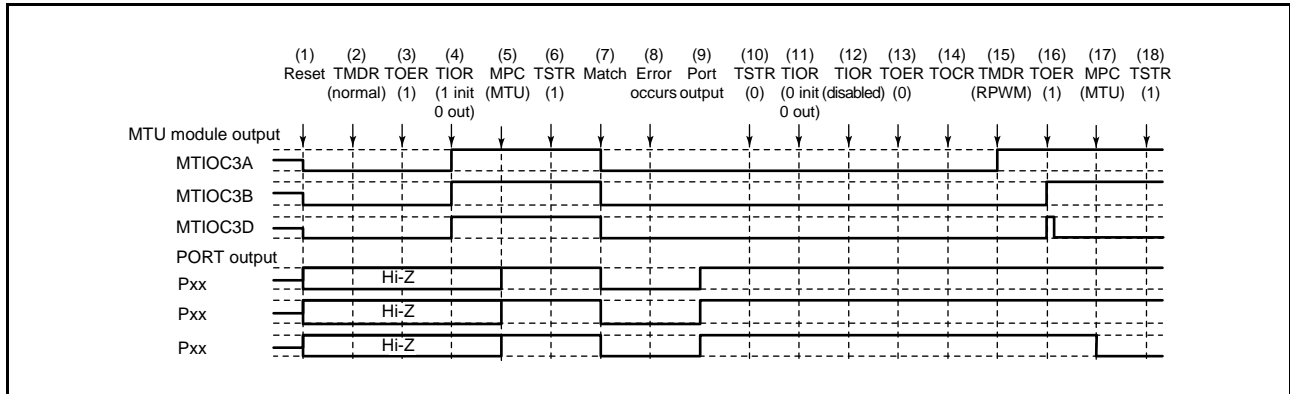 (1) (2) (3) (4) (5) (6) (7) (8) (9) (10) (11) (12) (13) (14) (15) (16) (17) (18)
Reset TMDR TOER TIOR MPC TSTR Match Error Port TSTR TIOR TIOR TOER TOCR TMDR TOER MPC TSTR
(normal) (1) (1 init (MTU) (1) occurs output (0) (0 init (disabled) (0) (RPWM) (1) (MTU) (1)
0 out) 0 out)
MTU module output
MTIOC3A
MTIOC3B
MTIOC3D
PORT output
Pxx Hi-Z
Pxx Hi-Z
Pxx Hi-Z